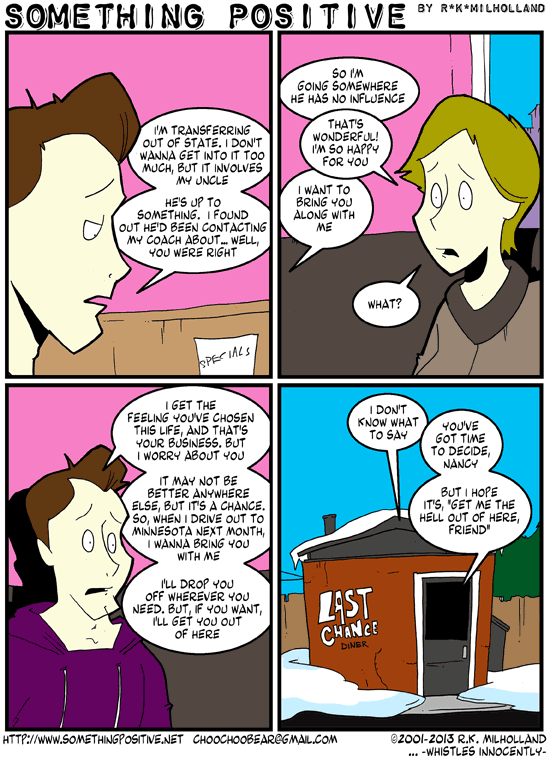 SOMETHING POSITIVE BY R*K*MILHOLLAND
I'M TRANSFERRING
OUT OF STATE. I DON'T
WANNA GET INTO IT TOO
MUCH, BUT IT INVOLVES
MY UNCLE
HE'S UP TO
SOMETHING. I FOUND
OUT HE'D BEEN CONTACTING
MY COACH ABOUT... WELL,
YOU WERE RIGHT
SPECIALS
SO I'M
GOING SOMEWHERE
HE HAS NO INFLUENCE
THAT'S
WONDERFUL!
I'M SO HAPPY
FOR YOU
I WANT TO
BRING YOU
ALONG WITH
ME
WHAT?
I GET THE
FEELING YOU'VE CHOSEN
THIS LIFE, AND THAT'S
YOUR BUSINESS. BUT
I WORRY ABOUT YOU
IT MAY NOT BE
BETTER ANYWHERE
ELSE, BUT IT'S A CHANCE.
SO, WHEN I DRIVE OUT TO
MINNESOTA NEXT MONTH,
I WANNA BRING YOU
WITH ME
I'LL DROP YOU
OFF WHEREVER YOU
NEED. BUT, IF YOU WANT,
I'LL GET YOU OUT
OF HERE
I DON'T
KNOW WHAT
TO SAY
YOU'VE
GOT TIME
TO DECIDE,
NANCY
BUT I HOPE
IT'S, "GET ME THE
HELL OUT OF HERE,
FRIEND"
LAST
CHANCE
DINER
HTTP://WWW.SOMETHINGPOSITIVE.NET CHOOCHOOBEAR@GMAIL.COM
©2001-2013 R.K. MILHOLLAND
... -WHISTLES INNOCENTLY-